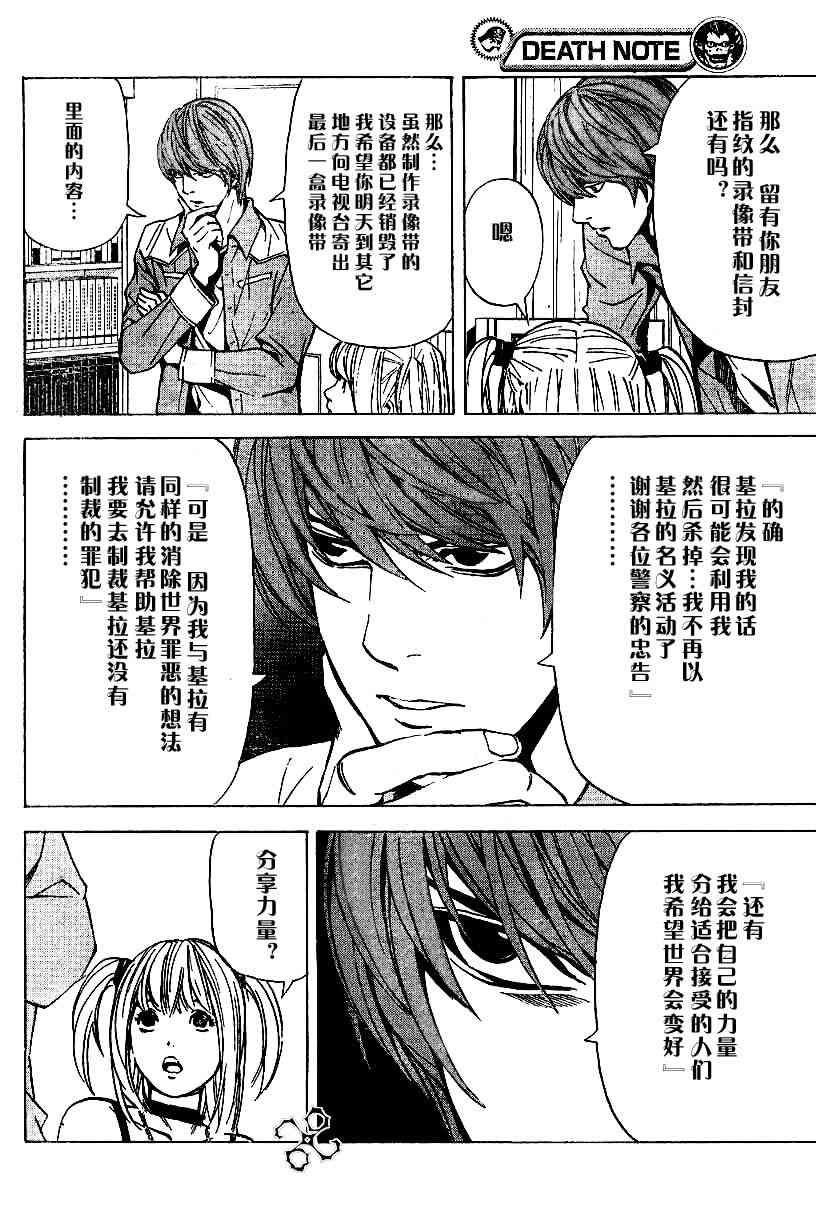 DEATH NOTE
那么 留有你朋友
指纹的录像带和信封
还有吗？
嗯
那么…
虽然制作录像带的
设备都已经销毁了
我希望你明天到其它
地方向电视台寄出
最后一盒录像带
里面的内容…
『的确
基拉发现我的话
很可能会利用我
然后杀掉…我不再以
基拉的名义活动了
谢谢各位警察的忠告』
…………
『可是 因为我与基拉有
同样的消除世界罪恶的想法
请允许我帮助基拉
我要去制裁基拉还没有
制裁的罪犯』
…………
『还有
我会把自己的力量
分给适合接受的人们
我希望世界会变好』
分享力量？